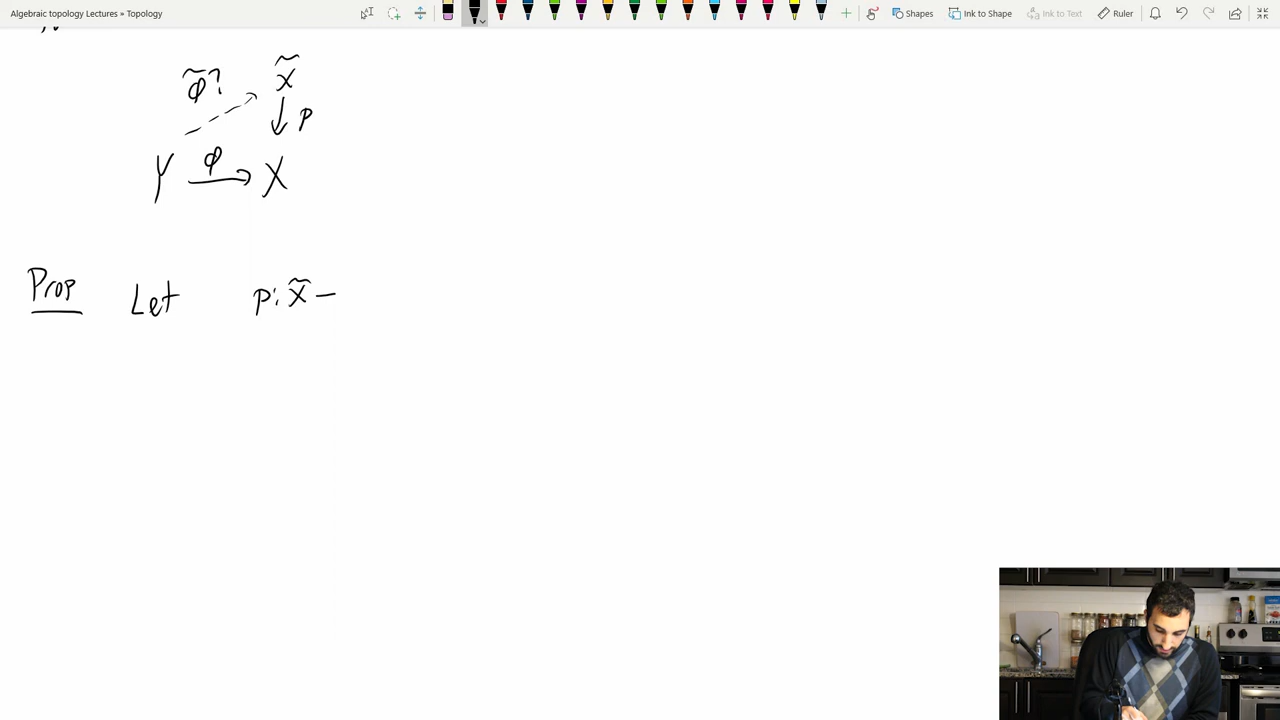 Algebraic topology Lectures » Topology
Shapes
Ink to Shape
Ink to Text
Ruler
φ̃? X̃
↓ p
Y φ→ X
Prop Let p: X̃ –